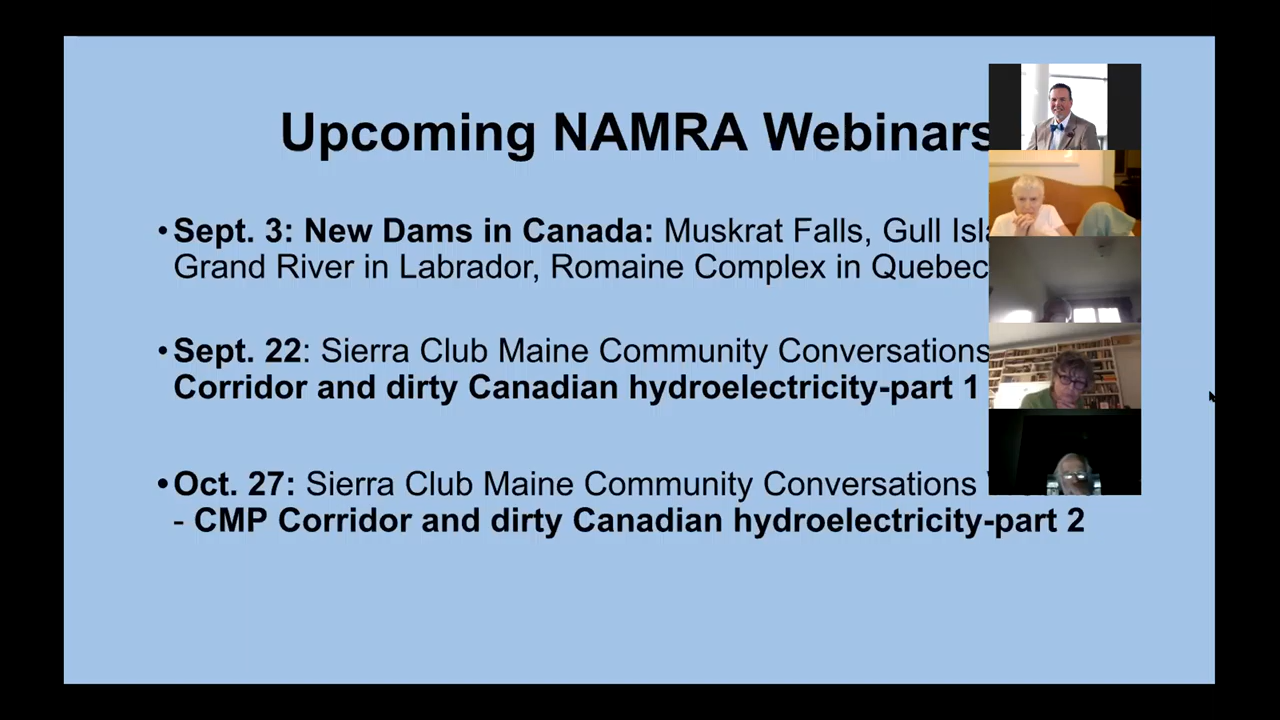 Upcoming NAMRA Webinars
•Sept. 3: New Dams in Canada: Muskrat Falls, Gull
Grand River in Labrador, Romaine Complex in Quebec
•Sept. 22: Sierra Club Maine Community Conversations
Corridor and dirty Canadian hydroelectricity-part 1
•Oct. 27: Sierra Club Maine Community Conversations
- CMP Corridor and dirty Canadian hydroelectricity-part 2